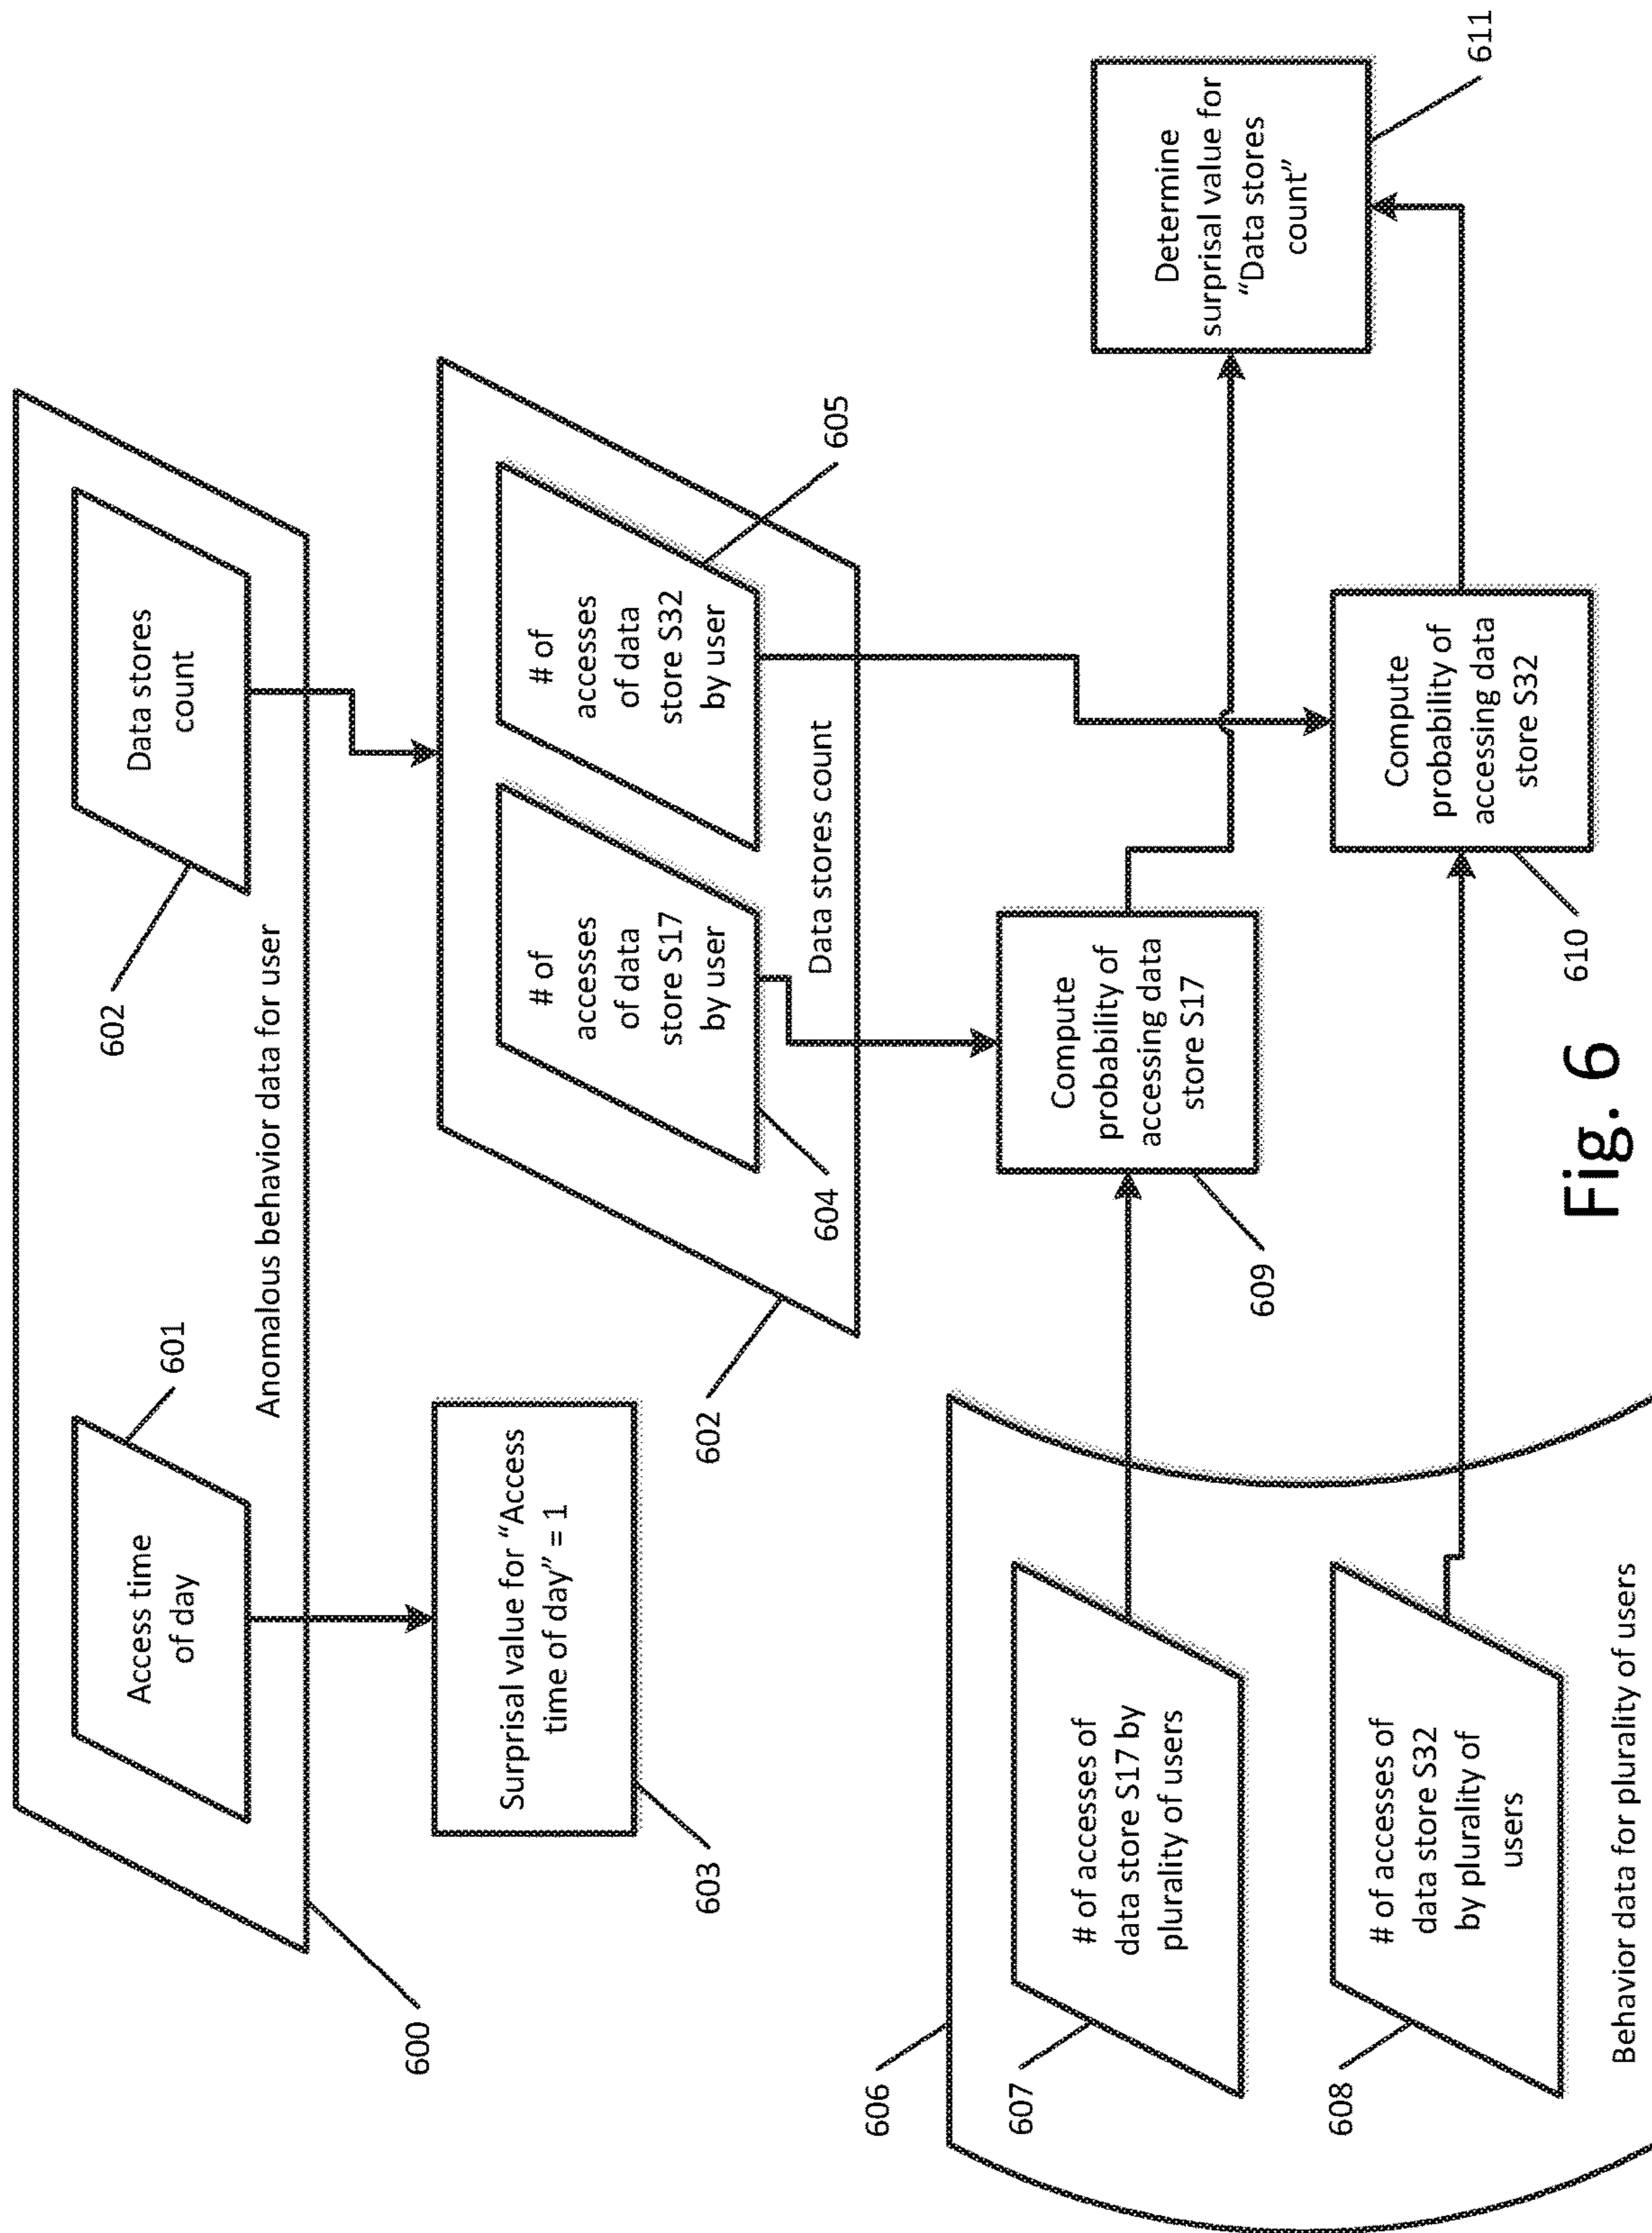 600
Access time
of day
601
Data stores
count
602
Anomalous behavior data for user
Surprisal value for “Access
time of day” = 1
603
# of
accesses
of data
store S17
by user
604
# of
accesses
of data
store S32
by user
605
Data stores count
602
606
# of accesses of
data store S17 by
plurality of users
607
# of accesses of
data store S32
by plurality of
users
608
Behavior data for plurality of users
Compute
probability of
accessing data
store S17
609
Compute
probability of
accessing data
store S32
610
Determine
surprisal value for
“Data stores
count”
611
Fig. 6